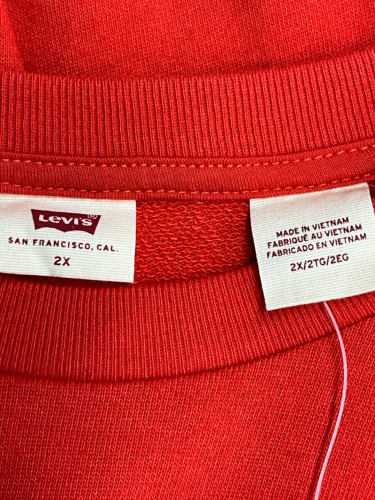 Levi's
SAN FRANCISCO, CAL.
2X
MADE IN VIETNAM
FABRIQUÉ AU VIETNAM
FABRICADO EN VIETNAM
2X/2TG/2EG